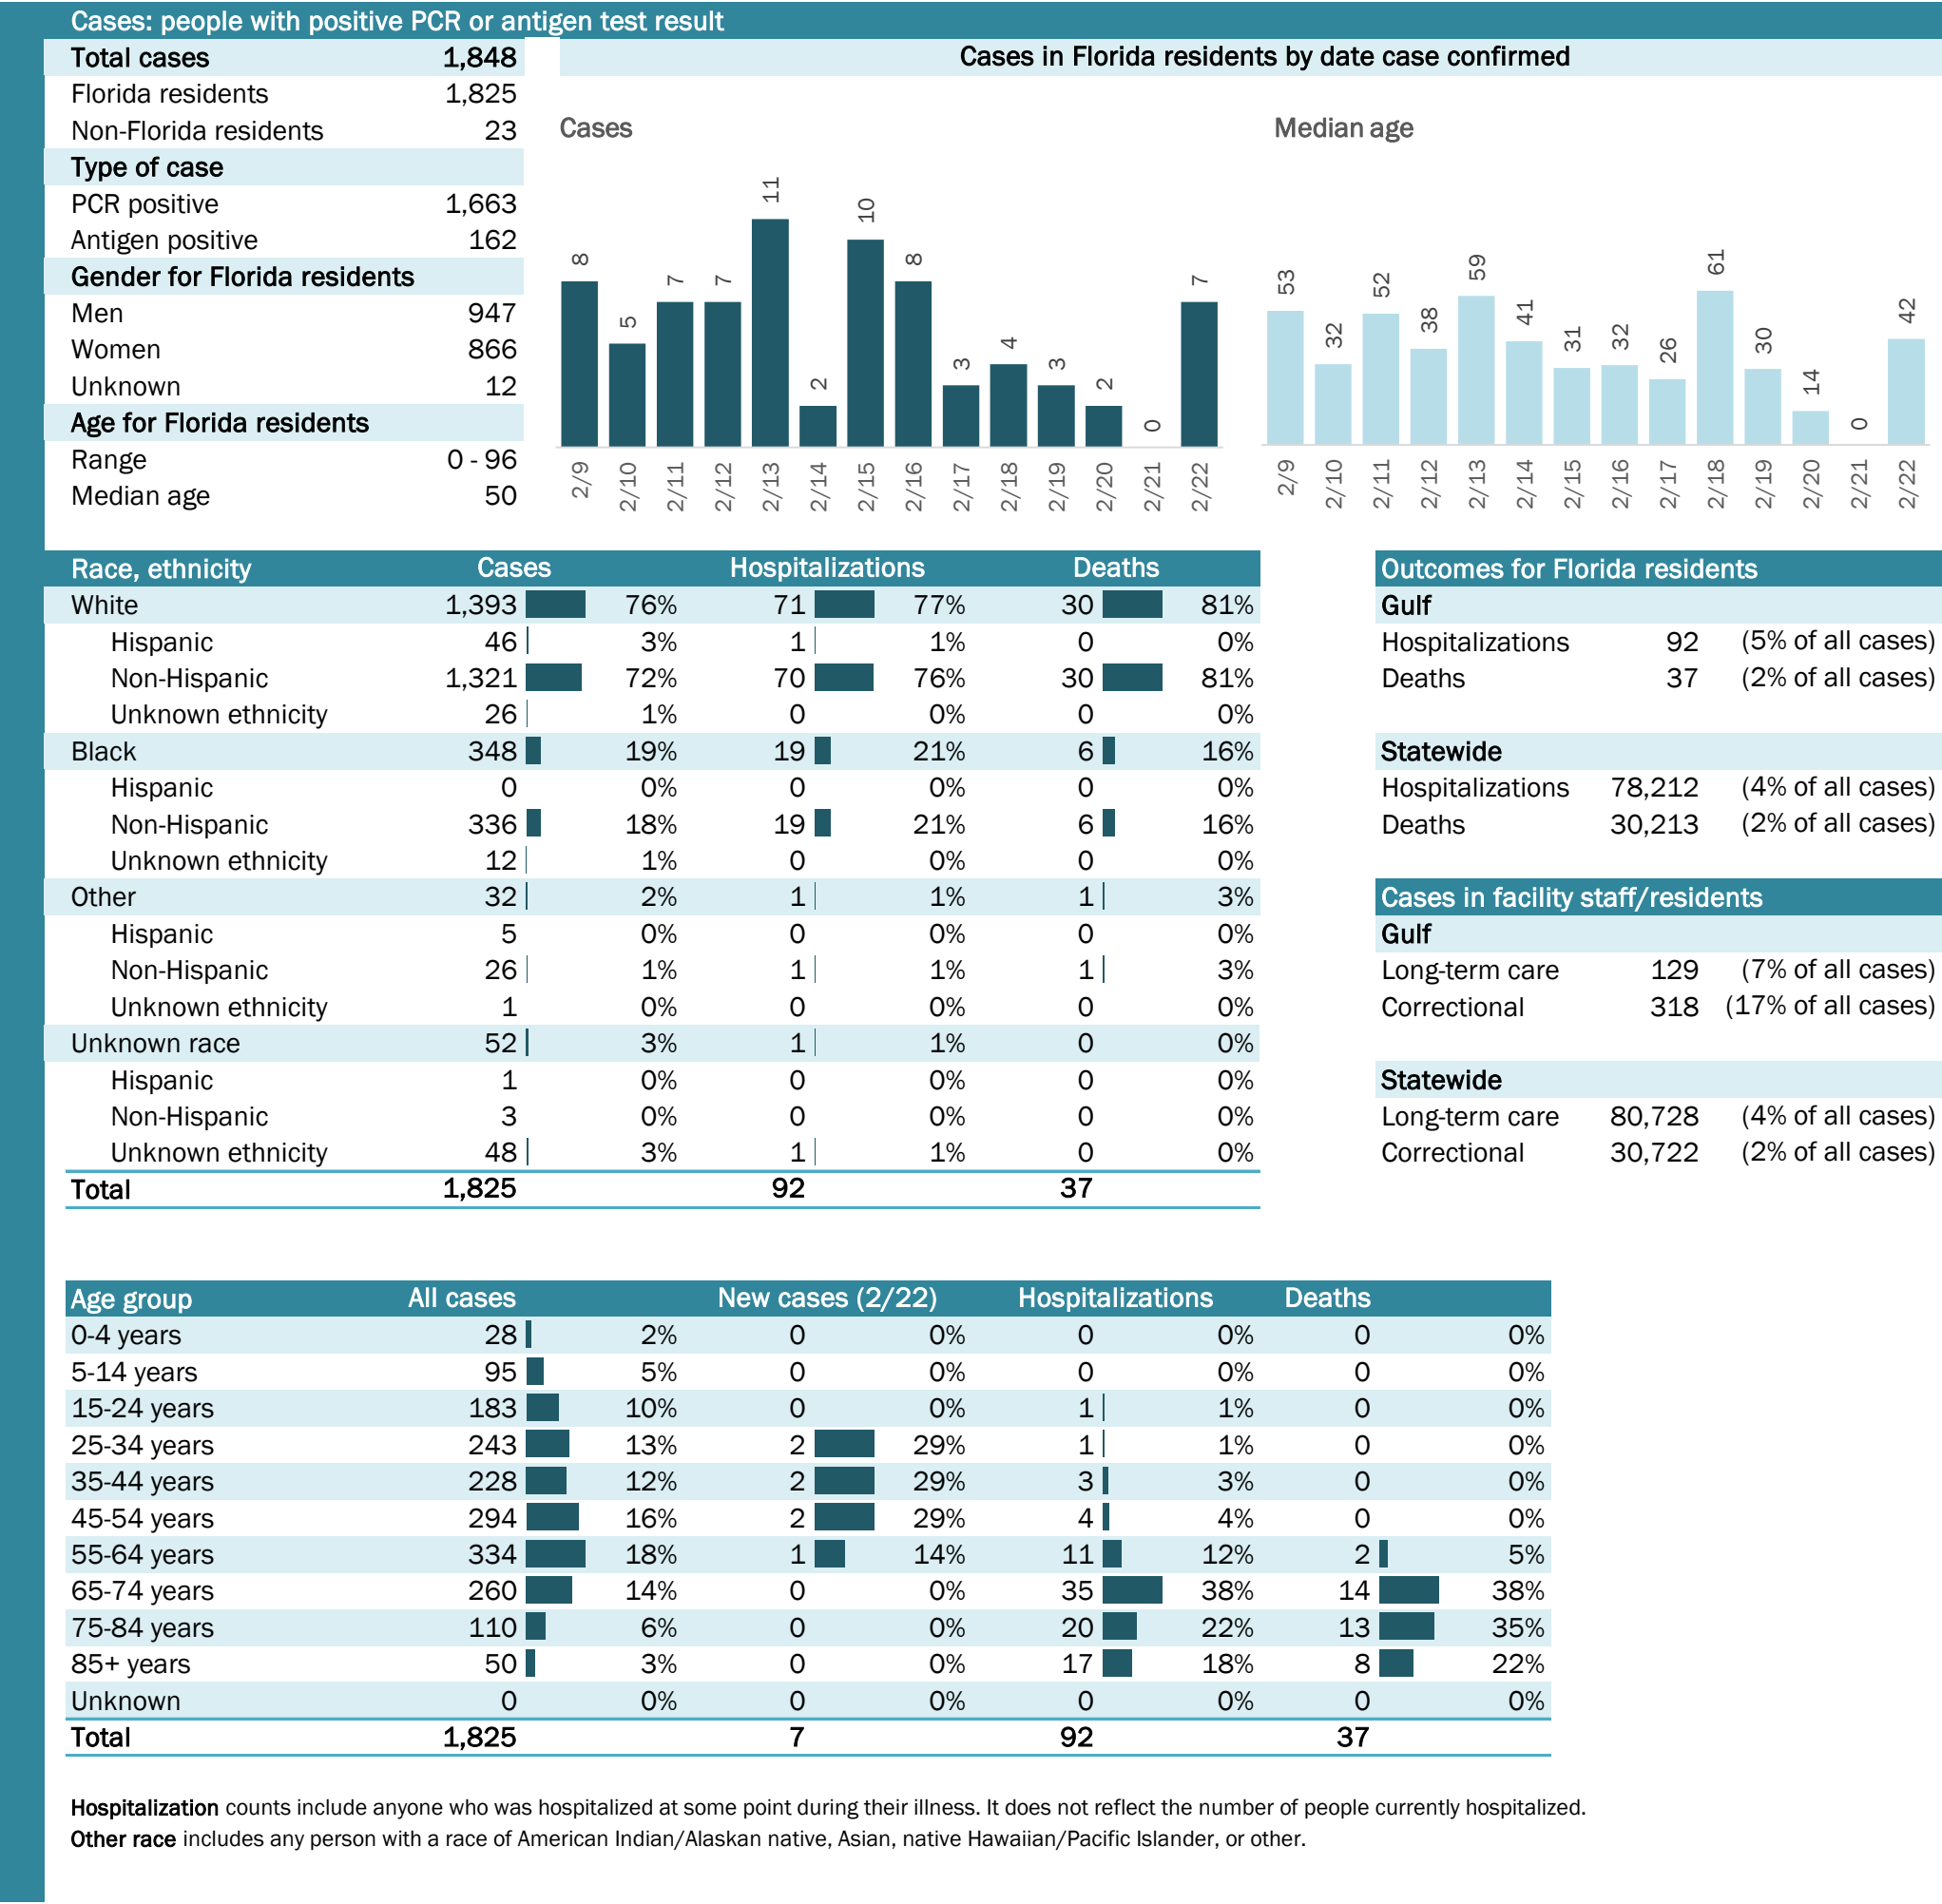 Cases: people with positive PCR or antigen test result
Total cases 1,848
Florida residents 1,825
Non-Florida residents 23
Type of case
PCR positive 1,663
Antigen positive 162
Gender for Florida residents
Men 947
Women 866
Unknown 12
Age for Florida residents
Range 0 - 96
Median age 50
Cases in Florida residents by date case confirmed
Cases
8 5 7 7 11 2 10 8 3 4 3 2 0 7
2/9 2/10 2/11 2/12 2/13 2/14 2/15 2/16 2/17 2/18 2/19 2/20 2/21 2/22
Median age
53 32 52 38 59 41 31 32 26 61 30 14 0 42
2/9 2/10 2/11 2/12 2/13 2/14 2/15 2/16 2/17 2/18 2/19 2/20 2/21 2/22
Race, ethnicity Cases Hospitalizations Deaths
White 1,393 76% 71 77% 30 81%
Hispanic 46 3% 1 1% 0 0%
Non-Hispanic 1,321 72% 70 76% 30 81%
Unknown ethnicity 26 1% 0 0% 0 0%
Black 348 19% 19 21% 6 16%
Hispanic 0 0% 0 0% 0 0%
Non-Hispanic 336 18% 19 21% 6 16%
Unknown ethnicity 12 1% 0 0% 0 0%
Other 32 2% 1 1% 1 3%
Hispanic 5 0% 0 0% 0 0%
Non-Hispanic 26 1% 1 1% 1 3%
Unknown ethnicity 1 0% 0 0% 0 0%
Unknown race 52 3% 1 1% 0 0%
Hispanic 1 0% 0 0% 0 0%
Non-Hispanic 3 0% 0 0% 0 0%
Unknown ethnicity 48 3% 1 1% 0 0%
Total 1,825 92 37
Outcomes for Florida residents
Gulf
Hospitalizations 92 (5% of all cases)
Deaths 37 (2% of all cases)
Statewide
Hospitalizations 78,212 (4% of all cases)
Deaths 30,213 (2% of all cases)
Cases in facility staff/residents
Gulf
Long-term care 129 (7% of all cases)
Correctional 318 (17% of all cases)
Statewide
Long-term care 80,728 (4% of all cases)
Correctional 30,722 (2% of all cases)
Age group All cases New cases (2/22) Hospitalizations Deaths
0-4 years 28 2% 0 0% 0 0% 0 0%
5-14 years 95 5% 0 0% 0 0% 0 0%
15-24 years 183 10% 0 0% 1 1% 0 0%
25-34 years 243 13% 2 29% 1 1% 0 0%
35-44 years 228 12% 2 29% 3 3% 0 0%
45-54 years 294 16% 2 29% 4 4% 0 0%
55-64 years 334 18% 1 14% 11 12% 2 5%
65-74 years 260 14% 0 0% 35 38% 14 38%
75-84 years 110 6% 0 0% 20 22% 13 35%
85+ years 50 3% 0 0% 17 18% 8 22%
Unknown 0 0% 0 0% 0 0% 0 0%
Total 1,825 7 92 37
Hospitalization counts include anyone who was hospitalized at some point during their illness. It does not reflect the number of people currently hospitalized.
Other race includes any person with a race of American Indian/Alaskan native, Asian, native Hawaiian/Pacific Islander, or other.